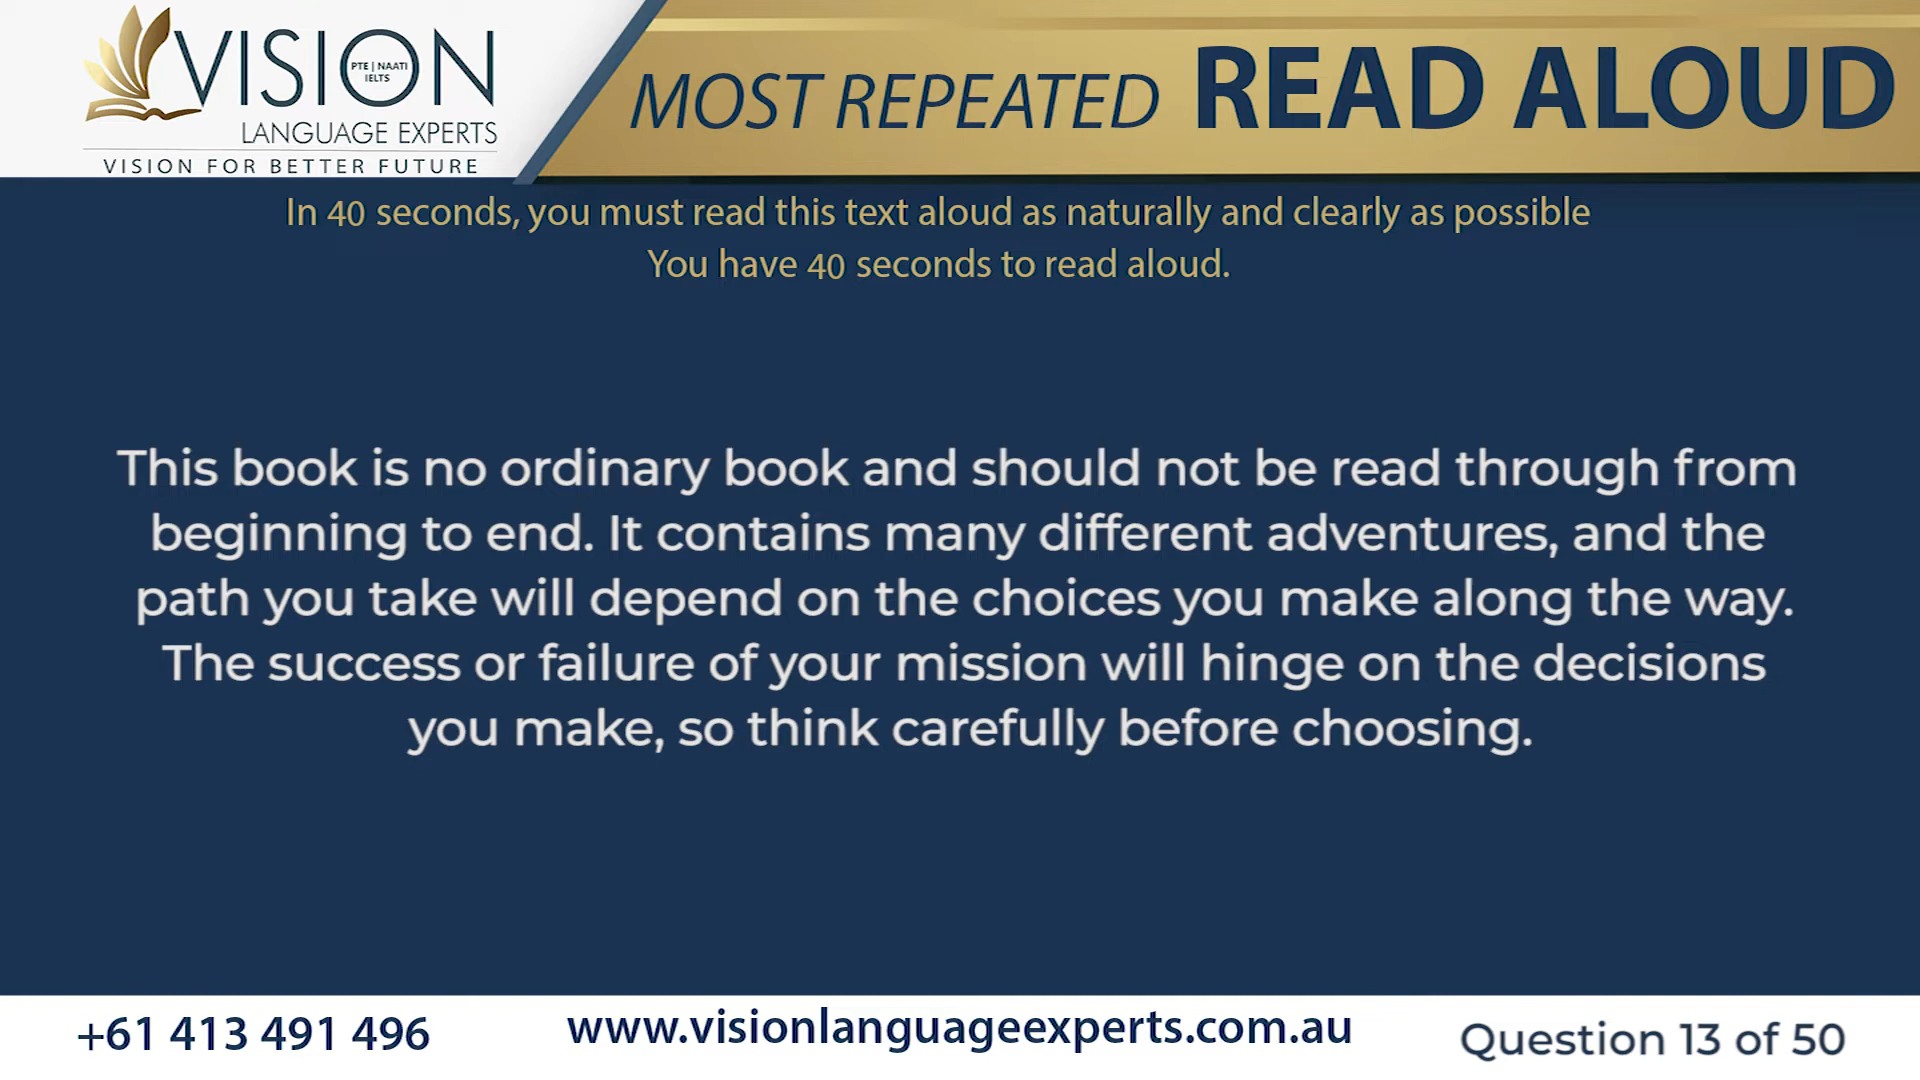 VISION
PTE | NAATI
IELTS
LANGUAGE EXPERTS
VISION FOR BETTER FUTURE
MOST REPEATED READ ALOUD
In 40 seconds, you must read this text aloud as naturally and clearly as possible
You have 40 seconds to read aloud.
This book is no ordinary book and should not be read through from
beginning to end. It contains many different adventures, and the
path you take will depend on the choices you make along the way.
The success or failure of your mission will hinge on the decisions
you make, so think carefully before choosing.
+61 413 491 496
www.visionlanguageexperts.com.au
Question 13 of 50